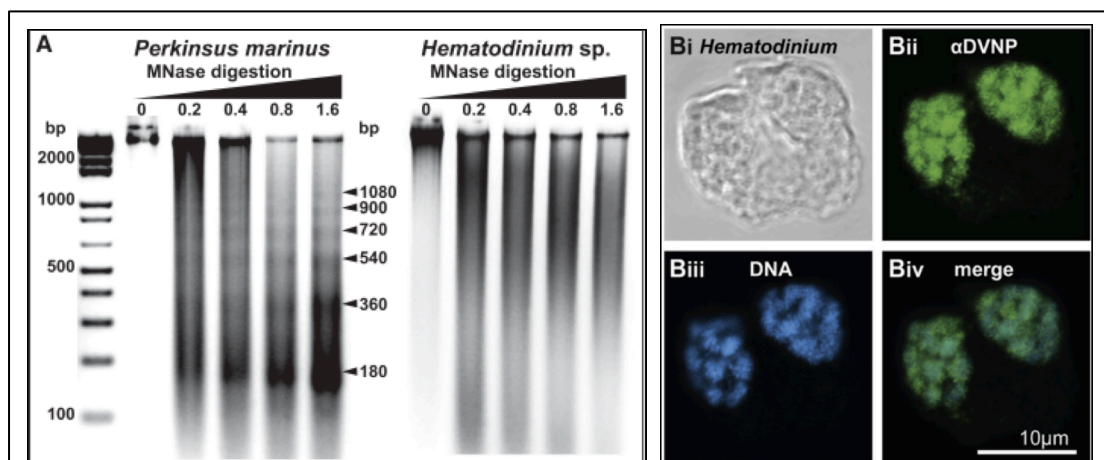 A
Perkinsus marinus
MNase digestion
0 0.2 0.4 0.8 1.6
bp
2000
1000
500
100
Hematodinium sp.
MNase digestion
0 0.2 0.4 0.8 1.6
bp
1080
900
720
540
360
180
Bi Hematodinium
Bii αDVNP
Biii DNA
Biv merge
10μm